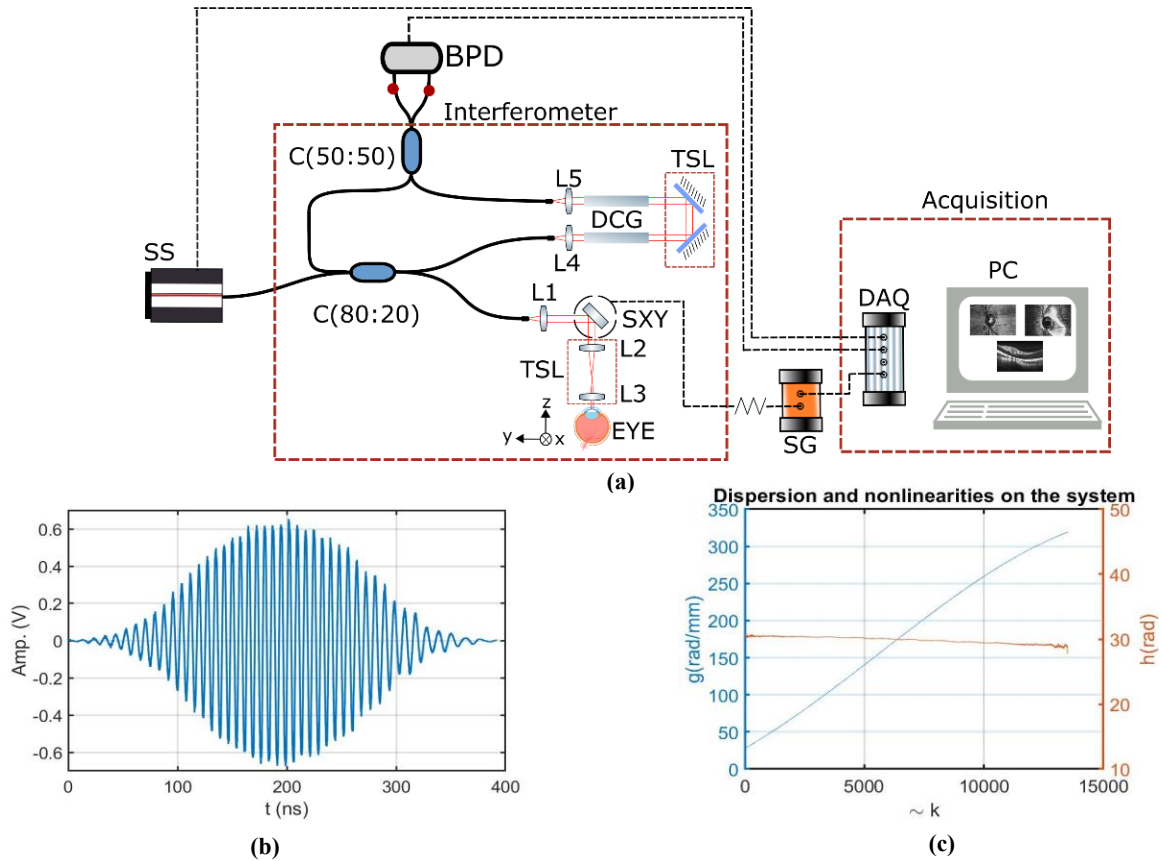 BPD
Interferometer
C(50:50)
L5
TSL
DCG
Acquisition
SS
L4
PC
C(80:20)
L1
SXY
DAQ
L2
TSL
L3
z
y
x
EYE
SG
(a)
Dispersion and nonlinearities on the system
0.6
0.4
0.2
0
-0.2
-0.4
-0.6
Amp. (V)
0
100
200
300
400
t (ns)
(b)
350
300
250
200
150
100
50
0
g(rad/mm)
50
40
30
20
10
h(rad)
0
5000
10000
15000
~ k
(c)